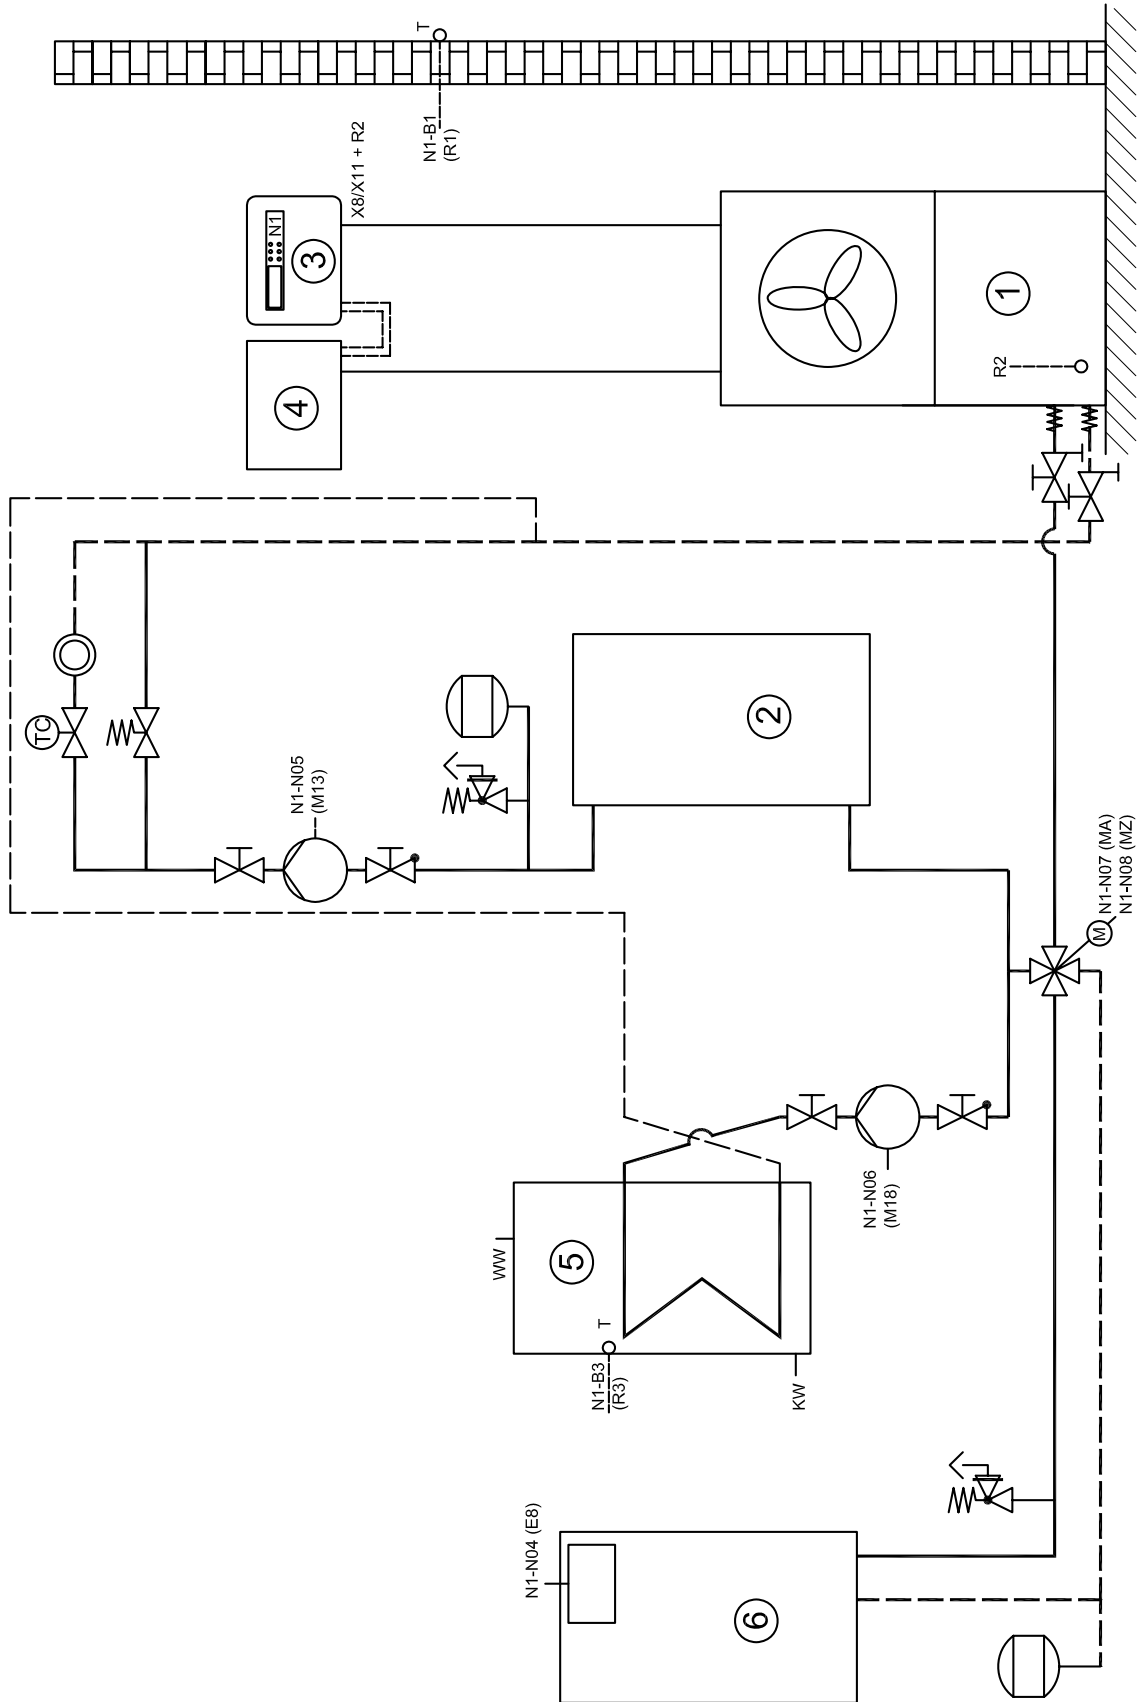 N1-N04 (E8)
6
WW
5
T
N1-B3
(R3)
KW
N1-N06
(M18)
M
N1-N07 (MA)
N1-N08 (MZ)
TC
N1-N05
(M13)
2
4
3
N1
X8/X11 + R2
T
N1-B1
(R1)
1
R2